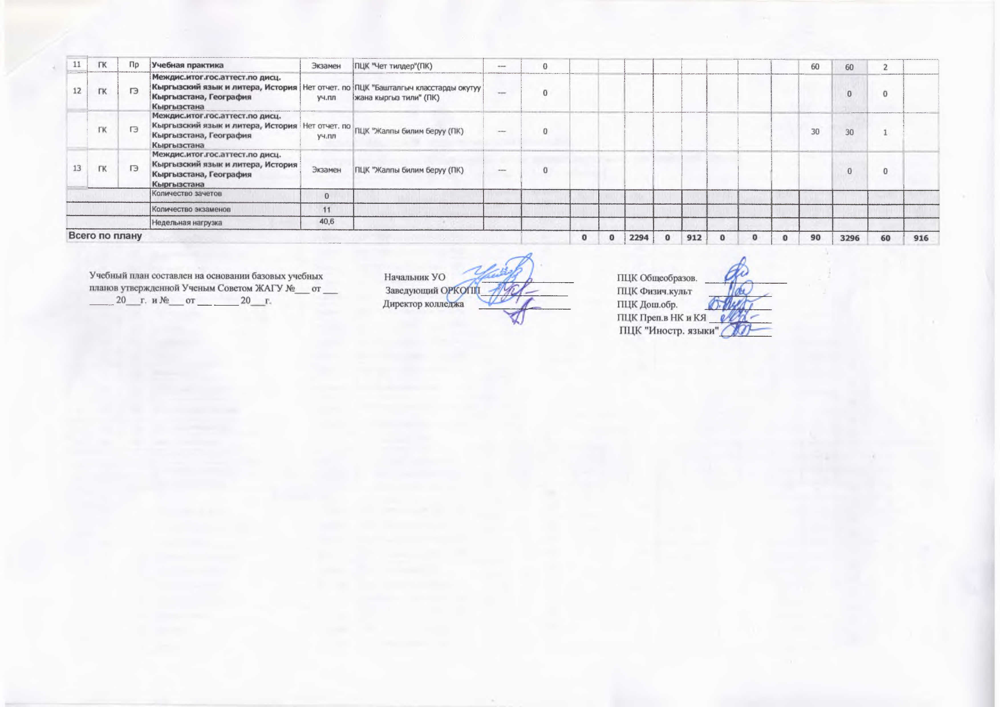 11 ГК Пр Учебная практика Экзамен ПЦК "Чет тилдер"(ПК) --- 0 60 60 2
Междис.итог.гос.аттест.по дисц.
12 ГК ГЭ Кыргызский язык и литера, История Нет отчет. по ПЦК "Башталгыч класстарды окутуу --- 0 0 0
Кыргызстана, География уч.пл жана кыргыз тили" (ПК)
Кыргызстана
Междис.итог.гос.аттест.по дисц.
ГК ГЭ Кыргызский язык и литера, История Нет отчет. по ПЦК "Жалпы билим беруу (ПК) --- 0 30 30 1
Кыргызстана, География уч.пл
Кыргызстана
Междис.итог.гос.аттест.по дисц.
13 ГК ГЭ Кыргызский язык и литера, История Экзамен ПЦК "Жалпы билим беруу (ПК) --- 0 0 0
Кыргызстана, География
Кыргызстана
Количество зачетов 0
Количество экзаменов 11
Недельная нагрузка 40,6
Всего по плану 0 0 2294 0 912 0 0 0 90 3296 60 916
Учебный план составлен на основании базовых учебных
планов утвержденной Ученым Советом ЖАГУ №___ от ___
_____ 20___г. и №___ от ___ _____ 20___г.
Начальник УО
Заведующий ОРКОПП
Директор колледжа
ПЦК Общеобразов.
ПЦК Физич.культ
ПЦК Дош.обр.
ПЦК Преп.в НК и КЯ
ПЦК "Иностр. языки"